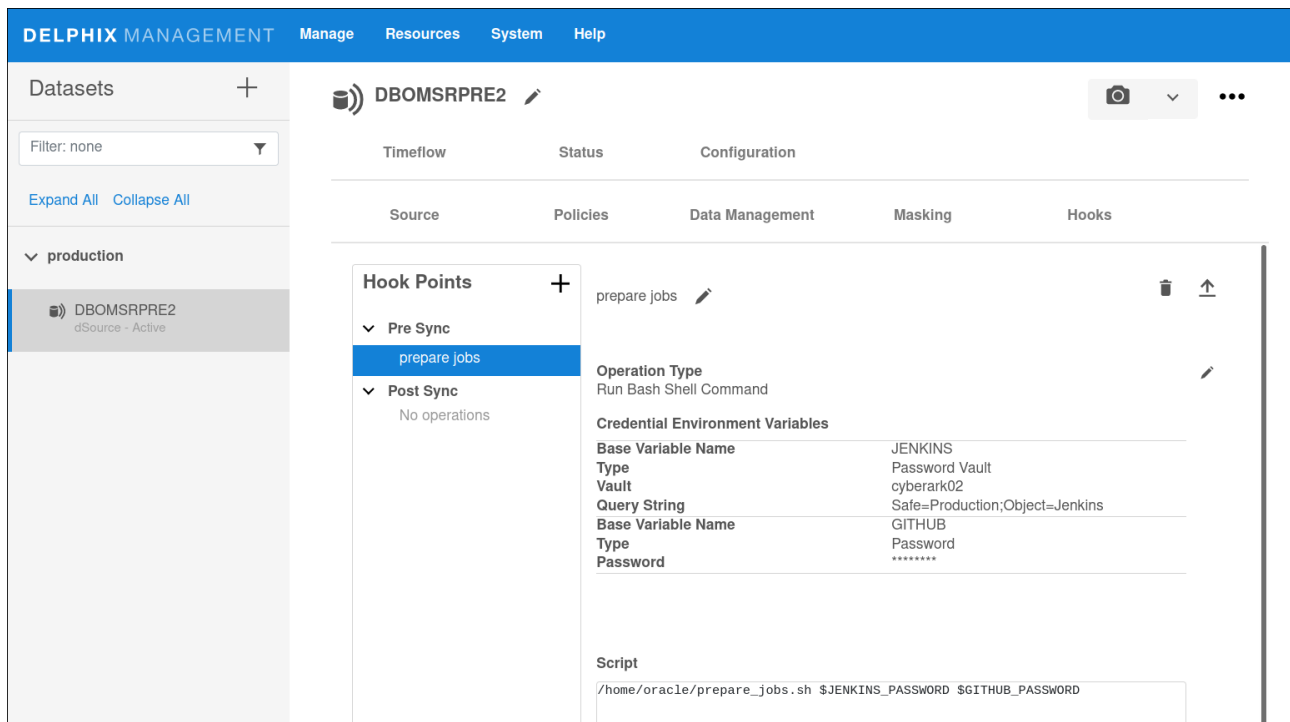 DELPHIX MANAGEMENT Manage Resources System Help
Datasets
DBOMSRPRE2
Filter: none
Timeflow Status Configuration
Expand All Collapse All
Source Policies Data Management Masking Hooks
production
DBOMSRPRE2
dSource - Active
Hook Points
Pre Sync
prepare jobs
Post Sync
No operations
prepare jobs
Operation Type
Run Bash Shell Command
Credential Environment Variables
Base Variable Name JENKINS
Type Password Vault
Vault cyberark02
Query String Safe=Production;Object=Jenkins
Base Variable Name GITHUB
Type Password
Password ********
Script
/home/oracle/prepare_jobs.sh $JENKINS_PASSWORD $GITHUB_PASSWORD